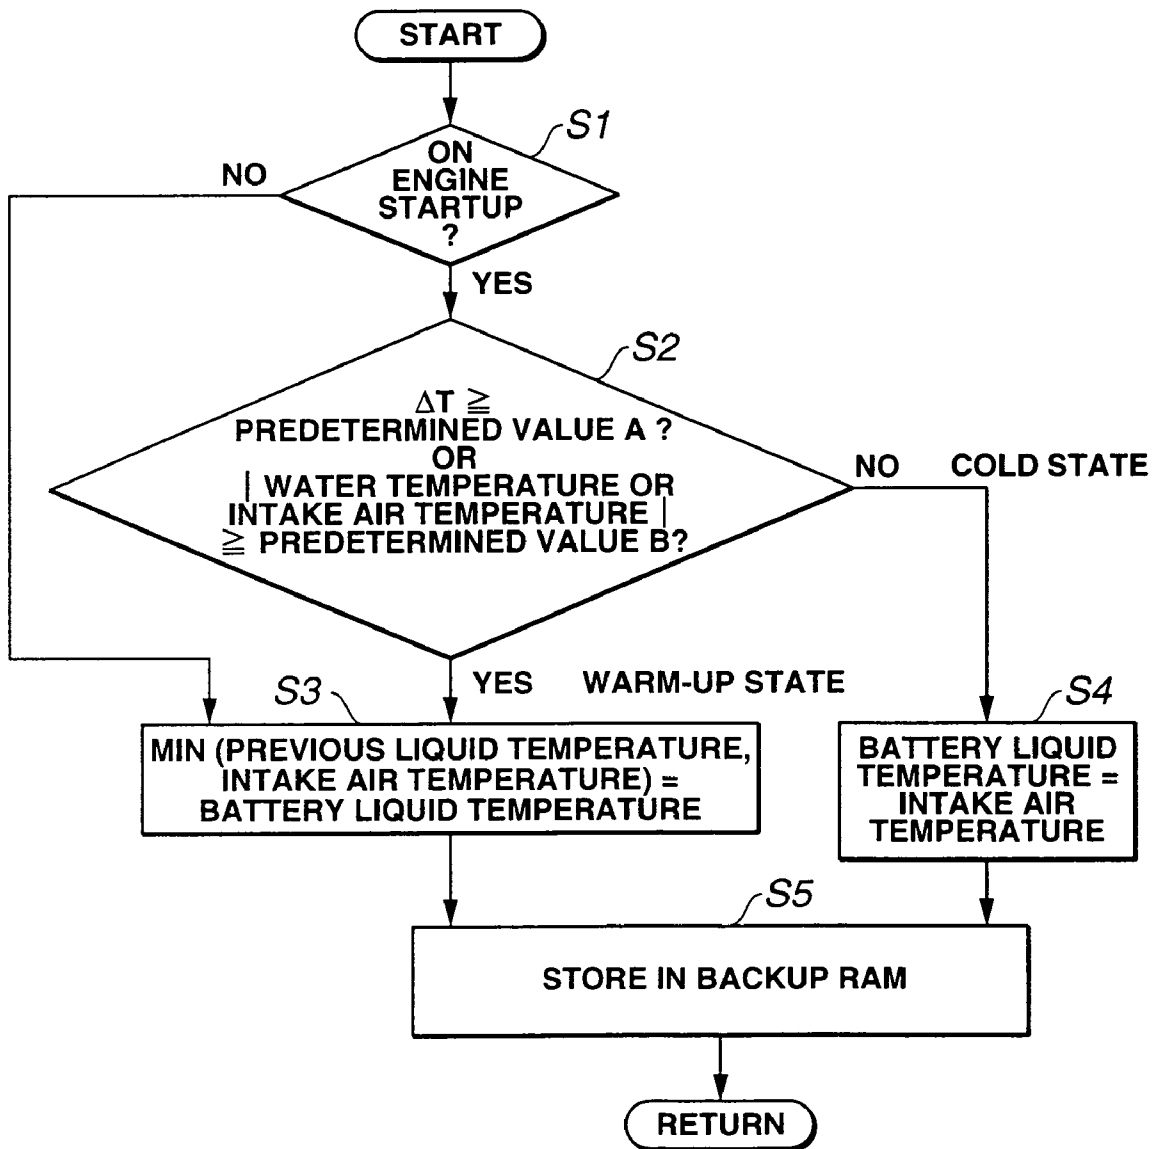 START
S1
ON
ENGINE
STARTUP
?
NO
YES
S2
ΔT ≧
PREDETERMINED VALUE A ?
OR
| WATER TEMPERATURE OR
INTAKE AIR TEMPERATURE |
≧ PREDETERMINED VALUE B?
NO COLD STATE
YES WARM-UP STATE
S3
MIN (PREVIOUS LIQUID TEMPERATURE,
INTAKE AIR TEMPERATURE) =
BATTERY LIQUID TEMPERATURE
S4
BATTERY LIQUID
TEMPERATURE =
INTAKE AIR
TEMPERATURE
S5
STORE IN BACKUP RAM
RETURN